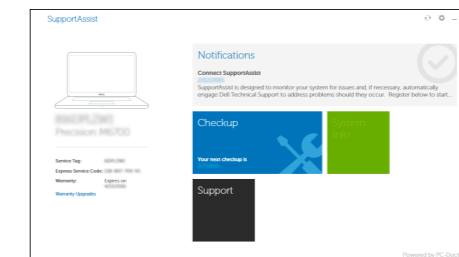 SupportAssist
Notifications
Connect SupportAssist
SupportAssist is designed to monitor your system for issues and, if necessary, automatically
engage Dell Technical Support to address problems should they occur. Register below to start...
Precision M6700
Checkup
System
Info
Your next checkup is
Service Tag:
Express Service Code:
Warranty: Expires on
Warranty Upgrades
Support
Powered by PC-Doct